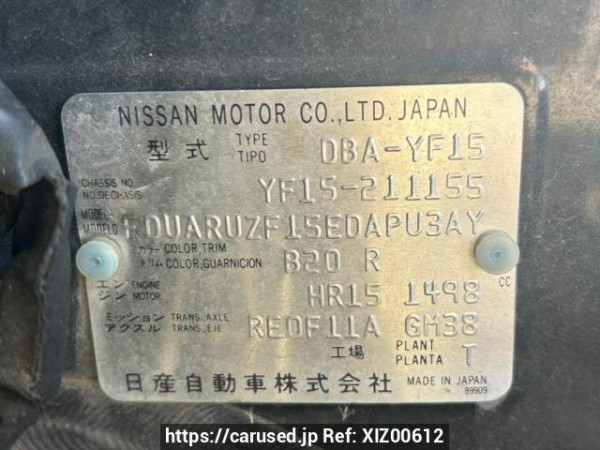 NISSAN MOTOR CO.,LTD. JAPAN
型式 TYPE TIPO DBA-YF15
CHASSIS NO. NO. DE CHASIS YF15-211155
MODEL MODELO FDUARUZF15EDAPU3AY
カラー トリム COLOR, TRIM COLOR, GUARNICION B20 R
エンジン ENGINE MOTOR HR15 1498 CC
ミッション アクスル TRANS., AXLE TRANS., EJE RE0F11A GM38
工場 PLANT PLANTA T
日産自動車株式会社 MADE IN JAPAN
89909
https://carused.jp Ref: XIZ00612